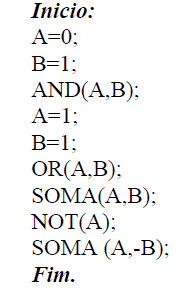 Inicio:
A=0;
B=1;
AND(A,B);
A=1;
B=1;
OR(A,B);
SOMA(A,B);
NOT(A);
SOMA (A,-B);
Fim.